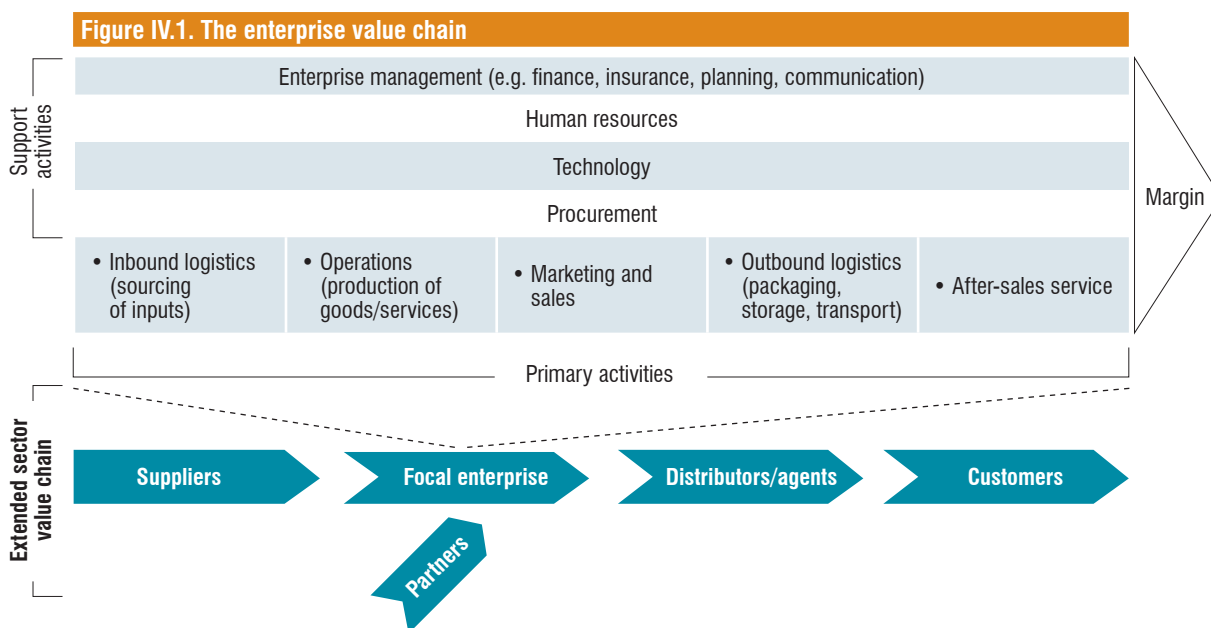 Figure IV.1. The enterprise value chain
Support
activities
Enterprise management (e.g. finance, insurance, planning, communication)
Human resources
Technology
Procurement
Margin
• Inbound logistics
(sourcing
of inputs)
• Operations
(production of
goods/services)
• Marketing and
sales
• Outbound logistics
(packaging,
storage, transport)
• After-sales service
Primary activities
Extended sector
value chain
Suppliers
Focal enterprise
Distributors/agents
Customers
Partners